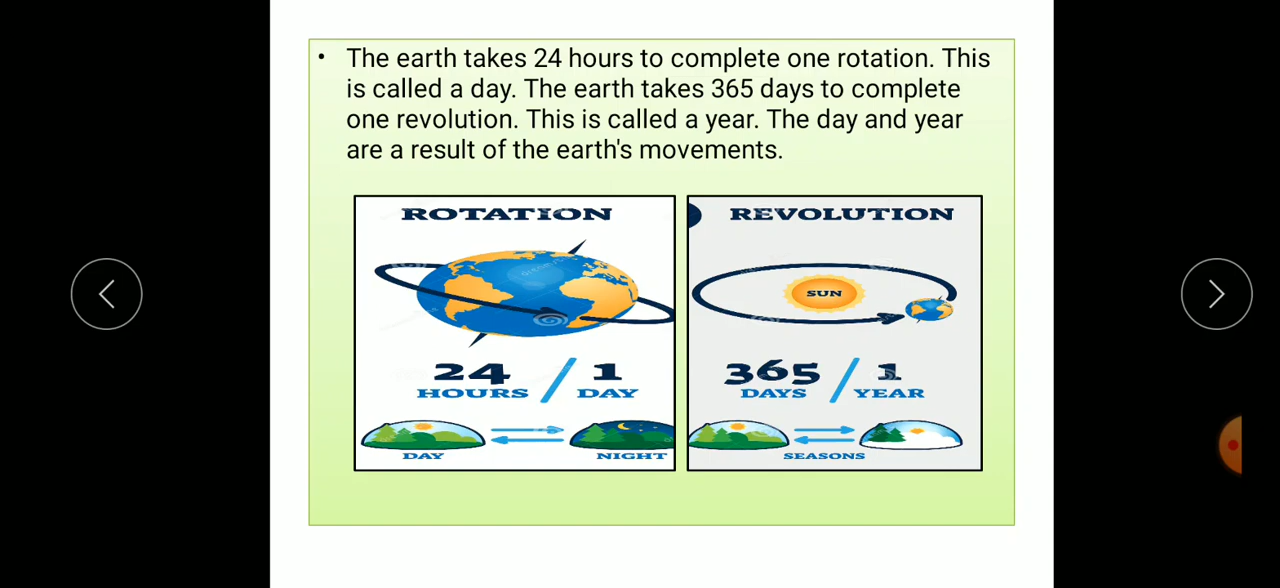 • The earth takes 24 hours to complete one rotation. This
is called a day. The earth takes 365 days to complete
one revolution. This is called a year. The day and year
are a result of the earth's movements.
ROTATION
24 / 1
HOURS DAY
DAY NIGHT
REVOLUTION
SUN
365 / 1
DAYS YEAR
SEASONS